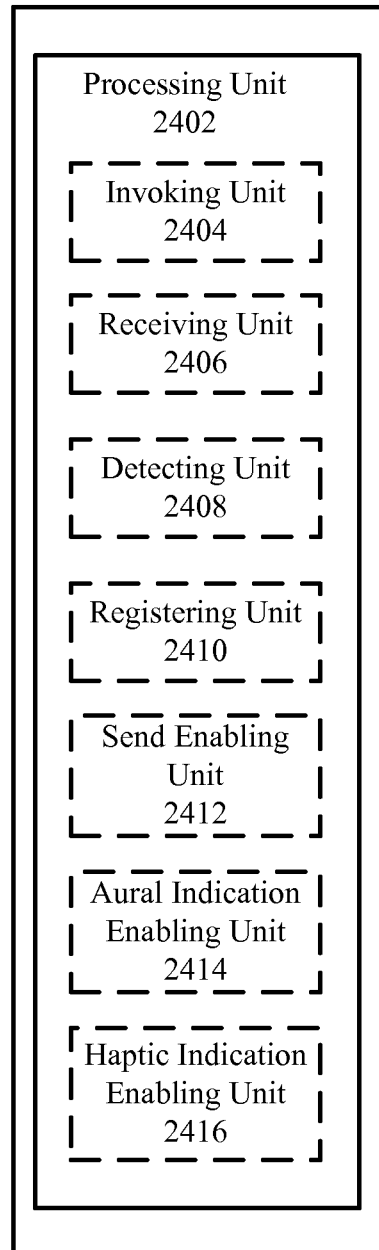 Processing Unit
2402
Invoking Unit
2404
Receiving Unit
2406
Detecting Unit
2408
Registering Unit
2410
Send Enabling
Unit
2412
Aural Indication
Enabling Unit
2414
Haptic Indication
Enabling Unit
2416